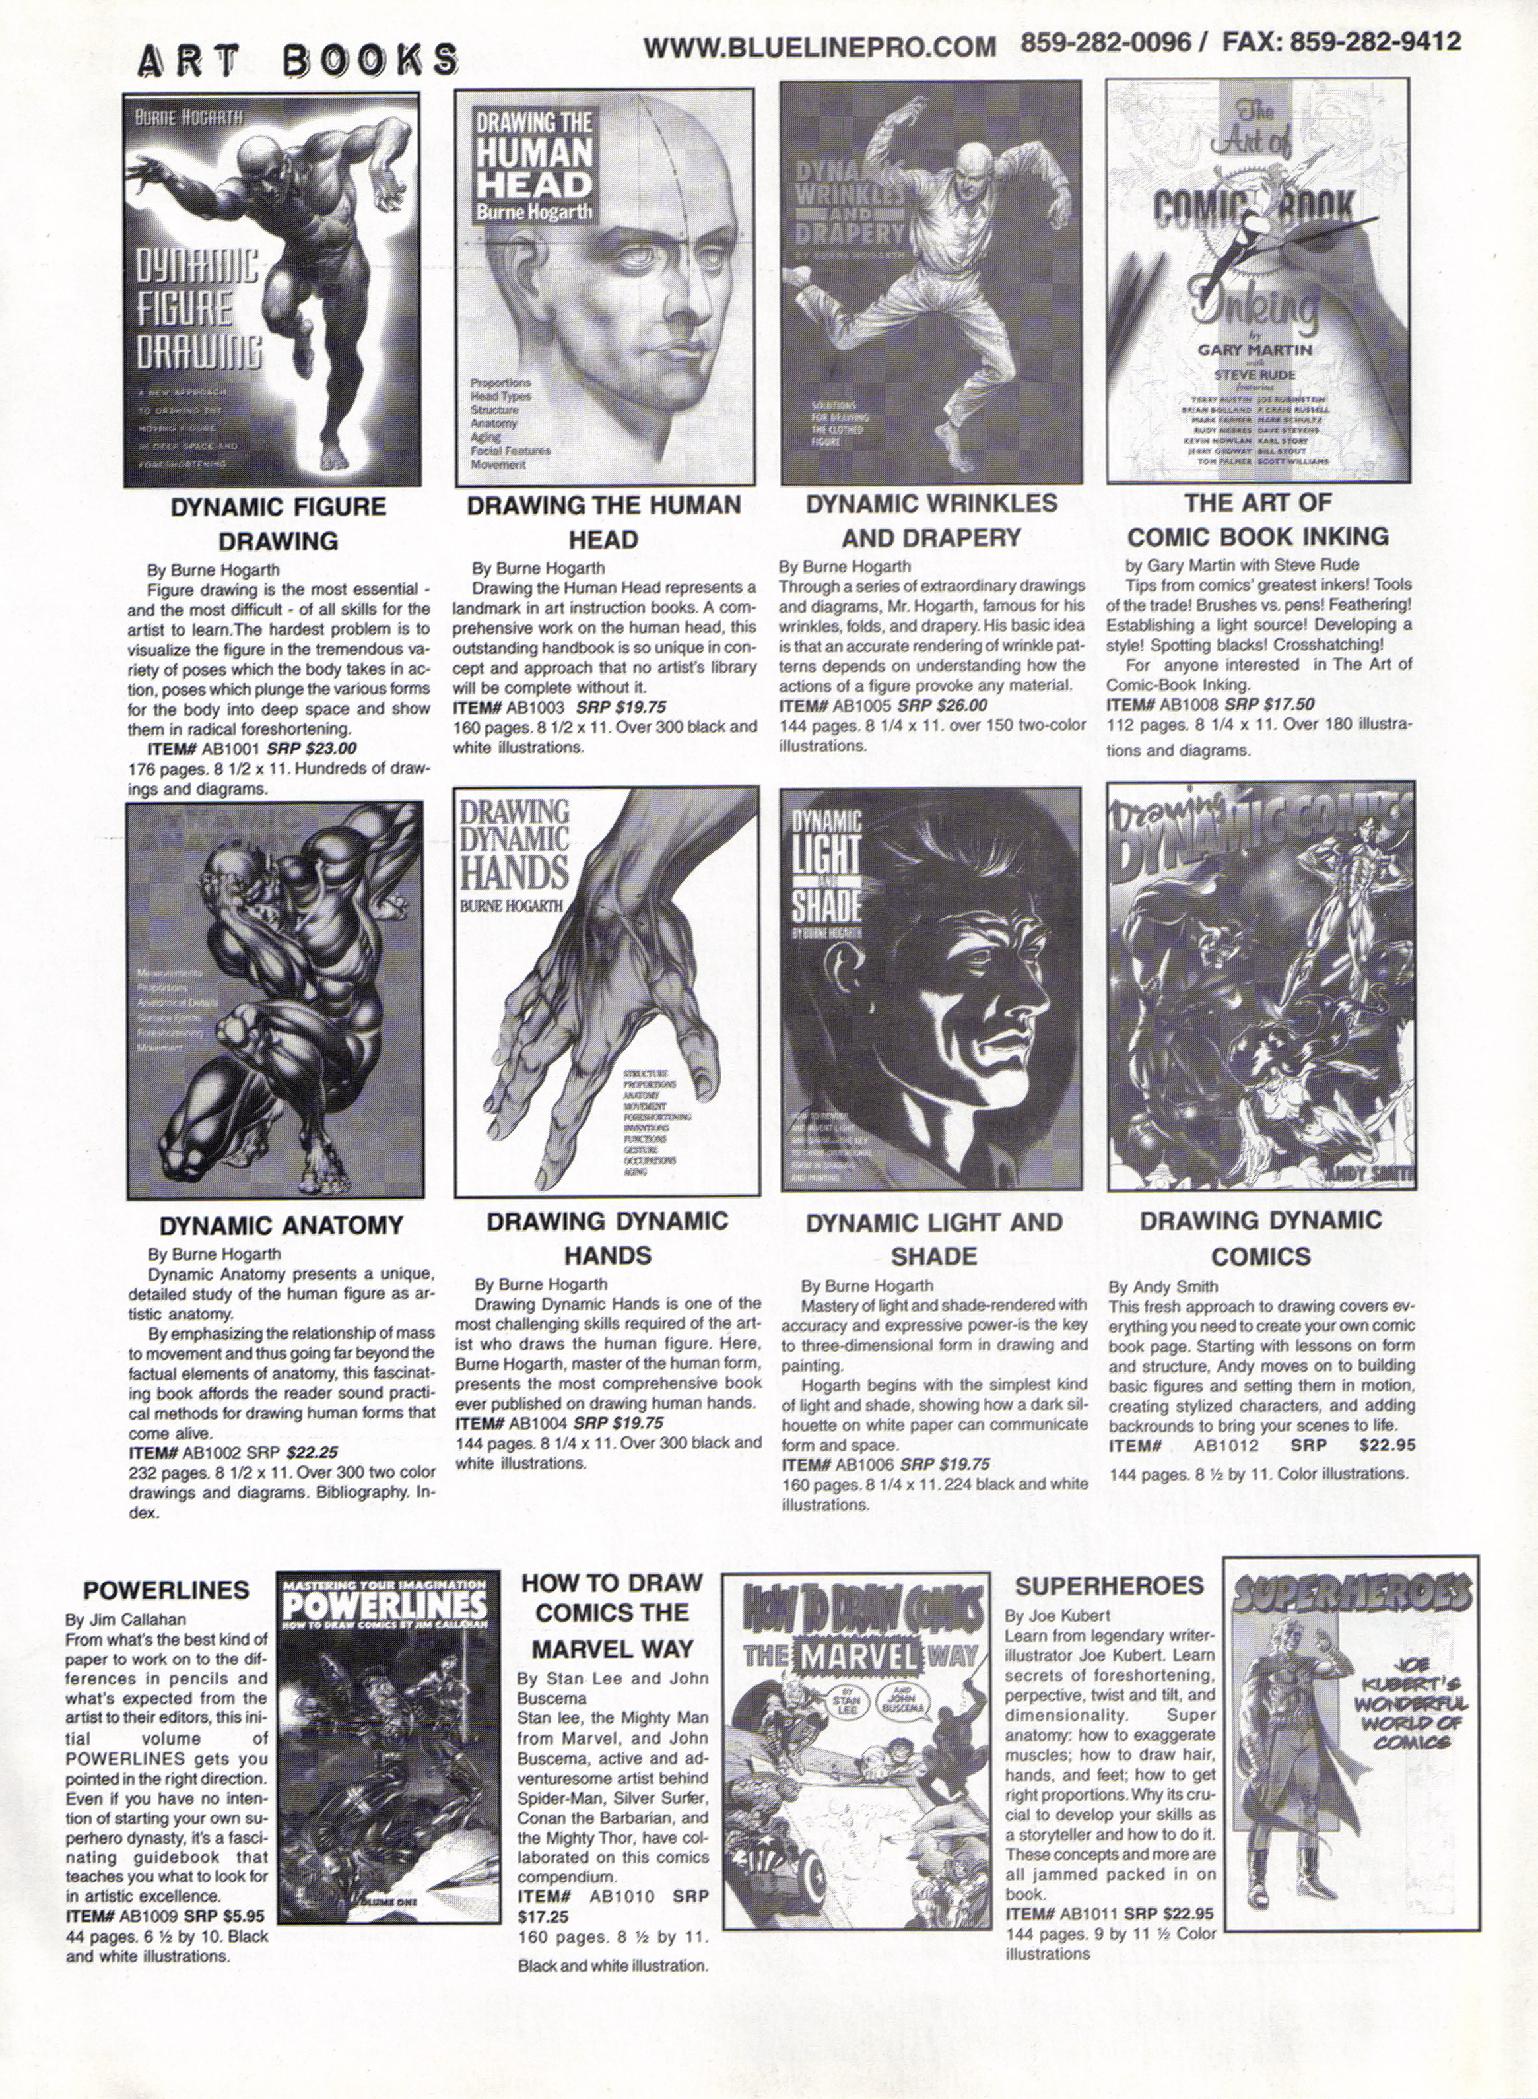 ART BOOKS
WWW.BLUELINEPRO.COM 859-282-0096 / FAX: 859-282-9412
BURNE HOGARTH
DYNAMIC
FIGURE
DRAWING
A NEW APPROACH
TO DRAWING THE
MOVING FIGURE
IN DEEP SPACE AND
FORESHORTENING
DYNAMIC FIGURE
DRAWING
By Burne Hogarth
Figure drawing is the most essential -
and the most difficult - of all skills for the
artist to learn.The hardest problem is to
visualize the figure in the tremendous va-
riety of poses which the body takes in ac-
tion, poses which plunge the various forms
for the body into deep space and show
them in radical foreshortening.
ITEM# AB1001 SRP $23.00
176 pages. 8 1/2 x 11. Hundreds of draw-
ings and diagrams.
DRAWING THE
HUMAN
HEAD
Burne Hogarth
Proportions
Head Types
Structure
Anatomy
Aging
Facial Features
Movement
DRAWING THE HUMAN
HEAD
By Burne Hogarth
Drawing the Human Head represents a
landmark in art instruction books. A com-
prehensive work on the human head, this
outstanding handbook is so unique in con-
cept and approach that no artist's library
will be complete without it.
ITEM# AB1003 SRP $19.75
160 pages. 8 1/2 x 11. Over 300 black and
white illustrations.
DYNAMIC
WRINKLES
AND
DRAPERY
BY BURNE HOGARTH
SOLUTIONS
FOR DRAWING
THE CLOTHED
FIGURE
DYNAMIC WRINKLES
AND DRAPERY
By Burne Hogarth
Through a series of extraordinary drawings
and diagrams, Mr. Hogarth, famous for his
wrinkles, folds, and drapery. His basic idea
is that an accurate rendering of wrinkle pat-
terns depends on understanding how the
actions of a figure provoke any material.
ITEM# AB1005 SRP $26.00
144 pages. 8 1/4 x 11. over 150 two-color
illustrations.
The
Art of
COMIC BOOK
Inking
by
GARY MARTIN
with
STEVE RUDE
featuring
TERRY AUSTIN JOE RUBINSTEIN
BRIAN BOLLAND P. CRAIG RUSSELL
MARK FARMER MARK SCHULTZ
RUDY NEBRES DAVE STEVENS
KEVIN NOWLAN KARL STORY
JERRY ORDWAY BILL STOUT
TOM PALMER SCOTT WILLIAMS
THE ART OF
COMIC BOOK INKING
by Gary Martin with Steve Rude
Tips from comics' greatest inkers! Tools
of the trade! Brushes vs. pens! Feathering!
Establishing a light source! Developing a
style! Spotting blacks! Crosshatching!
For anyone interested in The Art of
Comic-Book Inking.
ITEM# AB1008 SRP $17.50
112 pages. 8 1/4 x 11. Over 180 illustra-
tions and diagrams.
DYNAMIC
ANATOMY
Measurements
Proportions
Anatomical Details
Surface Forms
Foreshortening
Movement
DYNAMIC ANATOMY
By Burne Hogarth
Dynamic Anatomy presents a unique,
detailed study of the human figure as ar-
tistic anatomy.
By emphasizing the relationship of mass
to movement and thus going far beyond the
factual elements of anatomy, this fascinat-
ing book affords the reader sound practi-
cal methods for drawing human forms that
come alive.
ITEM# AB1002 SRP $22.25
232 pages. 8 1/2 x 11. Over 300 two color
drawings and diagrams. Bibliography. In-
dex.
DRAWING
DYNAMIC
HANDS
BURNE HOGARTH
STRUCTURE
PROPORTIONS
ANATOMY
MOVEMENT
FORESHORTENING
INVENTIONS
FUNCTIONS
GESTURE
OCCUPATIONS
AGING
DRAWING DYNAMIC
HANDS
By Burne Hogarth
Drawing Dynamic Hands is one of the
most challenging skills required of the art-
ist who draws the human figure. Here,
Burne Hogarth, master of the human form,
presents the most comprehensive book
ever published on drawing human hands.
ITEM# AB1004 SRP $19.75
144 pages. 8 1/4 x 11. Over 300 black and
white illustrations.
DYNAMIC
LIGHT
AND
SHADE
BY BURNE HOGARTH
DYNAMIC LIGHT AND
SHADE
By Burne Hogarth
Mastery of light and shade-rendered with
accuracy and expressive power-is the key
to three-dimensional form in drawing and
painting.
Hogarth begins with the simplest kind
of light and shade, showing how a dark sil-
houette on white paper can communicate
form and space.
ITEM# AB1006 SRP $19.75
160 pages. 8 1/4 x 11. 224 black and white
illustrations.
Drawing
DYNAMIC COMICS
ANDY SMITH
DRAWING DYNAMIC
COMICS
By Andy Smith
This fresh approach to drawing covers ev-
erything you need to create your own comic
book page. Starting with lessons on form
and structure, Andy moves on to building
basic figures and setting them in motion,
creating stylized characters, and adding
backrounds to bring your scenes to life.
ITEM# AB1012 SRP $22.95
144 pages. 8 ½ by 11. Color illustrations.
POWERLINES
By Jim Callahan
From what's the best kind of
paper to work on to the dif-
ferences in pencils and
what's expected from the
artist to their editors, this ini-
tial volume of
POWERLINES gets you
pointed in the right direction.
Even if you have no inten-
tion of starting your own su-
perhero dynasty, it's a fasci-
nating guidebook that
teaches you what to look for
in artistic excellence.
ITEM# AB1009 SRP $5.95
44 pages. 6 ½ by 10. Black
and white illustrations.
MASTERING YOUR IMAGINATION
POWERLINES
HOW TO DRAW COMICS BY JIM CALLAHAN
VOLUME ONE
HOW TO DRAW
COMICS THE
MARVEL WAY
By Stan Lee and John
Buscema
Stan lee, the Mighty Man
from Marvel, and John
Buscema, active and ad-
venturesome artist behind
Spider-Man, Silver Surfer,
Conan the Barbarian, and
the Mighty Thor, have col-
laborated on this comics
compendium.
ITEM# AB1010 SRP
$17.25
160 pages. 8 ½ by 11.
Black and white illustration.
HOW TO DRAW COMICS
THE MARVEL WAY
BY
STAN
LEE
AND
JOHN
BUSCEMA
SUPERHEROES
By Joe Kubert
Learn from legendary writer-
illustrator Joe Kubert. Learn
secrets of foreshortening,
perpective, twist and tilt, and
dimensionality. Super
anatomy: how to exaggerate
muscles; how to draw hair,
hands, and feet; how to get
right proportions. Why its cru-
cial to develop your skills as
a storyteller and how to do it.
These concepts and more are
all jammed packed in on
book.
ITEM# AB1011 SRP $22.95
144 pages. 9 by 11 ½ Color
illustrations
SUPERHEROES
JOE
KUBERT'S
WONDERFUL
WORLD OF
COMICS